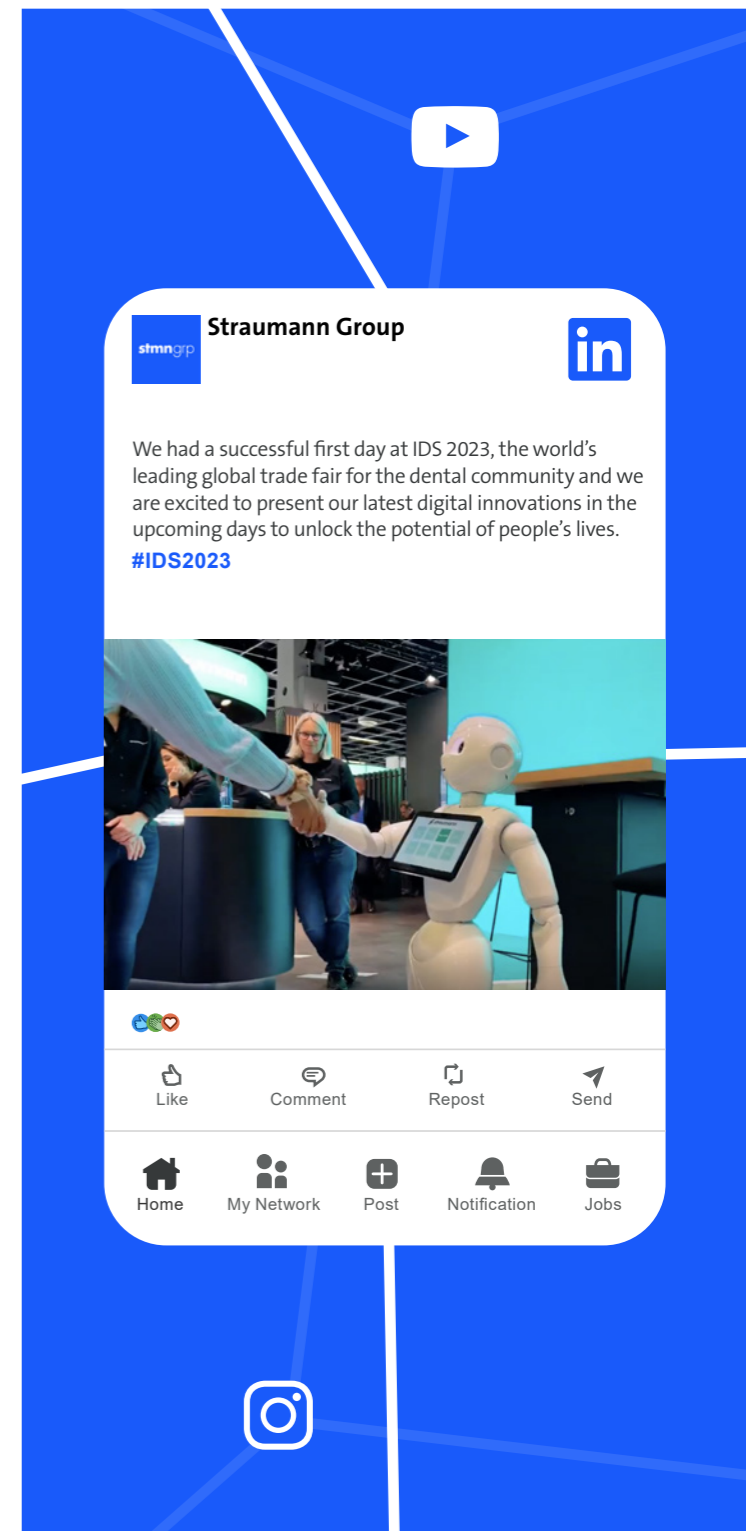 Straumann Group
stmngrp
in
We had a successful first day at IDS 2023, the world’s
leading global trade fair for the dental community and we
are excited to present our latest digital innovations in the
upcoming days to unlock the potential of people’s lives.
#IDS2023
Like
Comment
Repost
Send
Home
My Network
Post
Notification
Jobs